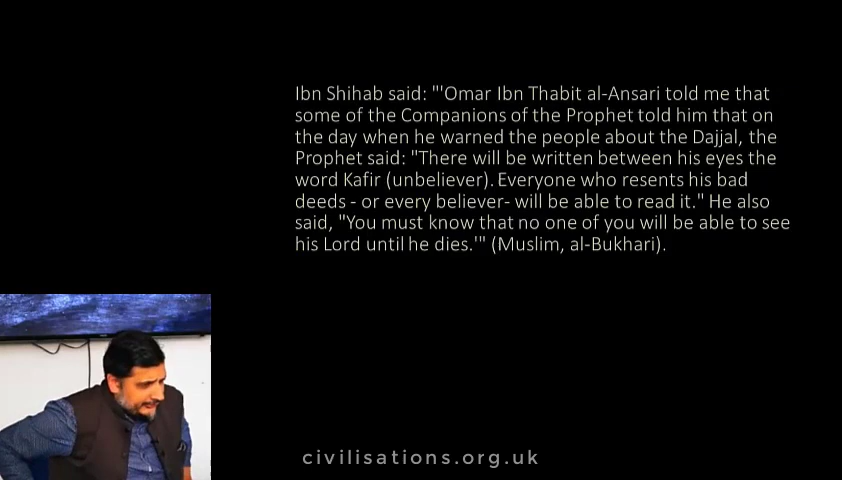 Ibn Shihab said: "'Omar Ibn Thabit al-Ansari told me that
some of the Companions of the Prophet told him that on
the day when he warned the people about the Dajjal, the
Prophet said: "There will be written between his eyes the
word Kafir (unbeliever). Everyone who resents his bad
deeds - or every believer- will be able to read it." He also
said, "You must know that no one of you will be able to see
his Lord until he dies.'" (Muslim, al-Bukhari).
civilisations.org.uk